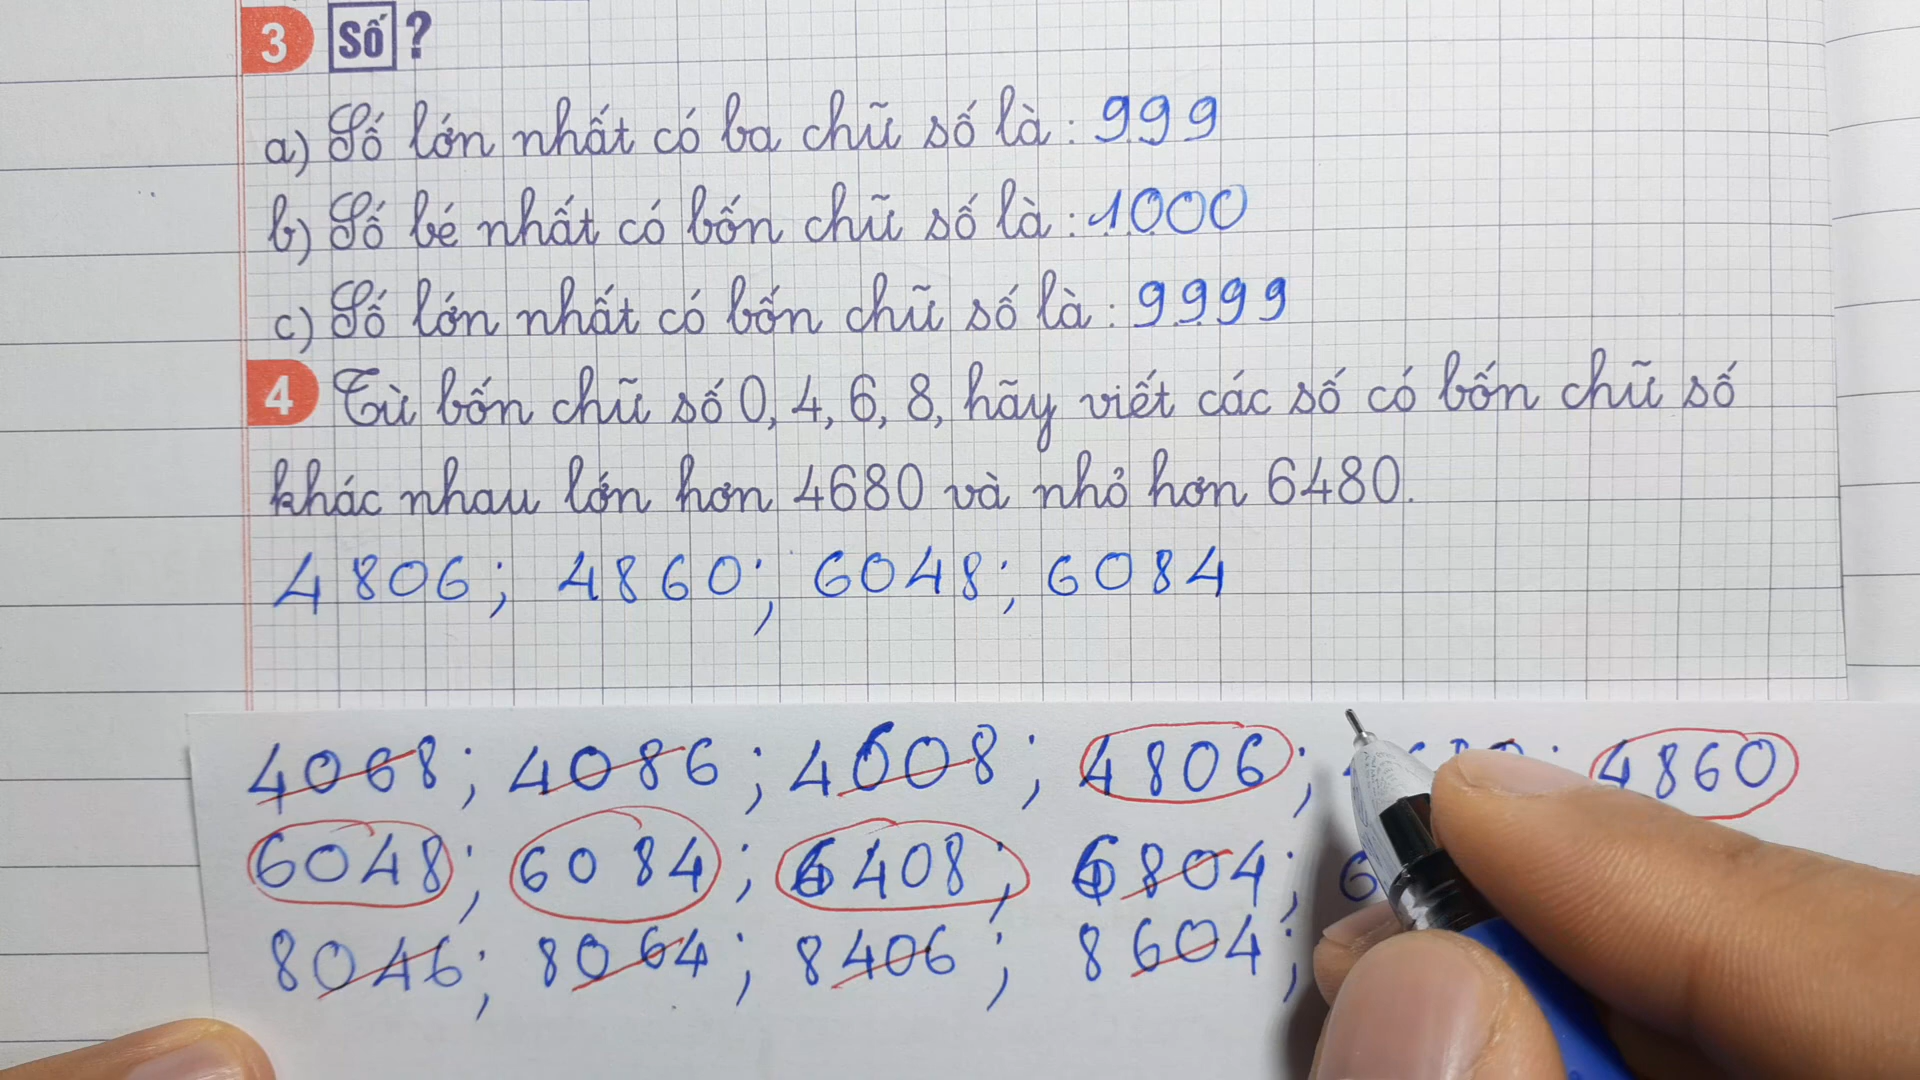 3 Số ?
a) Số lớn nhất có ba chữ số là: 999
b) Số bé nhất có bốn chữ số là: 1000
c) Số lớn nhất có bốn chữ số là: 9999
4 Từ bốn chữ số 0, 4, 6, 8, hãy viết các số có bốn chữ số
khác nhau lớn hơn 4680 và nhỏ hơn 6480.
4806; 4860; 6048; 6084
4068; 4086; 4608; 4806; ; 4860
6048; 6084; 6408; 6804; 6
8046; 8064; 8406; 8604;